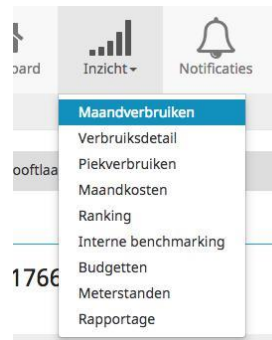 oard
Inzicht
Notificaties
Maandverbruiken
Verbruiksdetail
ooftlaa
Piekverbruiken
Maandkosten
Ranking
Interne benchmarking
1766
Budgetten
Meterstanden
Rapportage